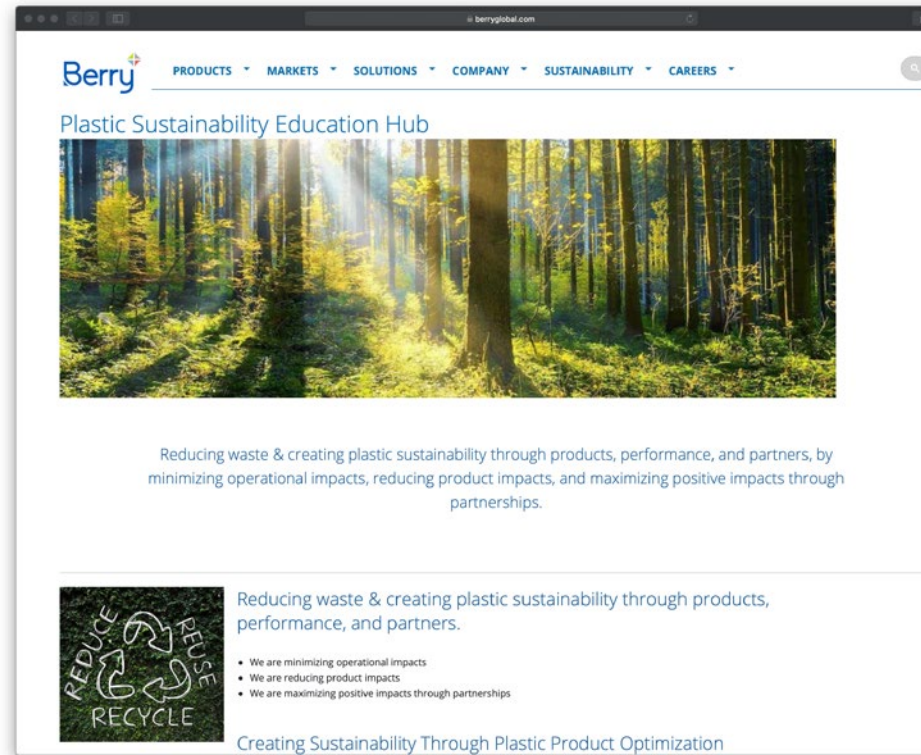 berryglobal.com
Berry
PRODUCTS MARKETS SOLUTIONS COMPANY SUSTAINABILITY CAREERS
Plastic Sustainability Education Hub
Reducing waste & creating plastic sustainability through products, performance, and partners, by
minimizing operational impacts, reducing product impacts, and maximizing positive impacts through
partnerships.
REDUCE
REUSE
RECYCLE
Reducing waste & creating plastic sustainability through products,
performance, and partners.
• We are minimizing operational impacts
• We are reducing product impacts
• We are maximizing positive impacts through partnerships
Creating Sustainability Through Plastic Product Optimization